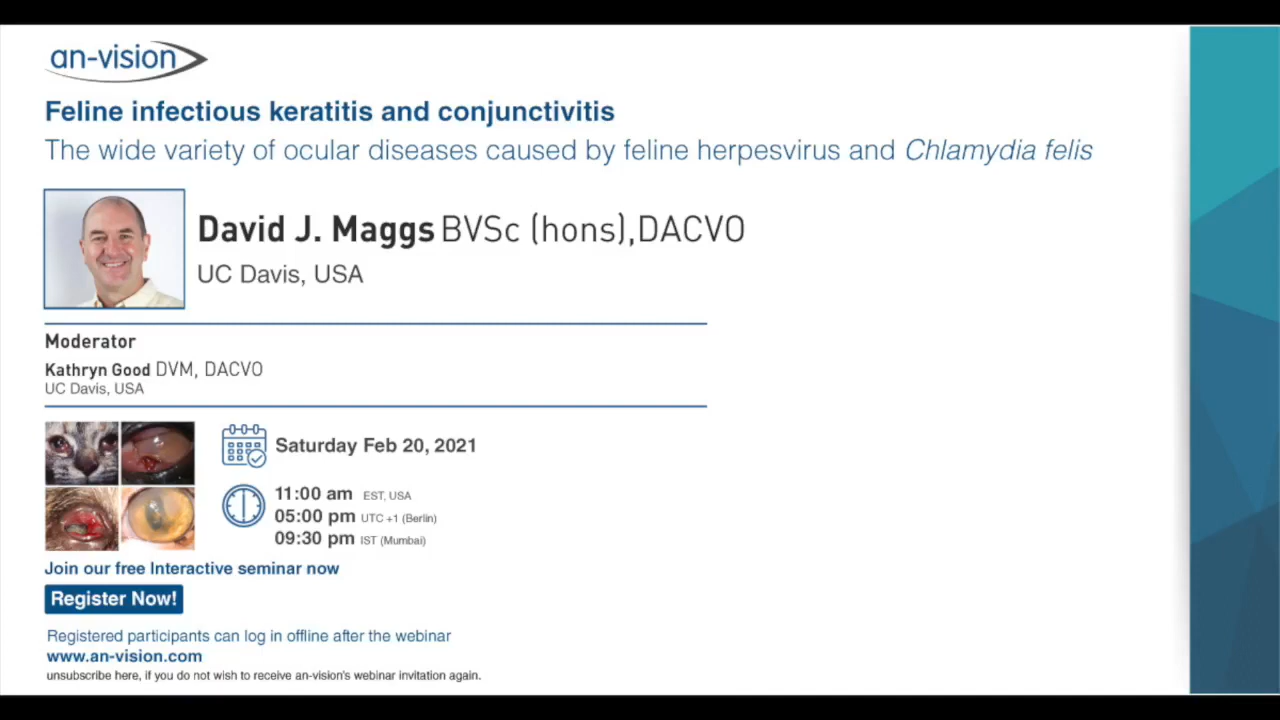 an-vision
Feline infectious keratitis and conjunctivitis
The wide variety of ocular diseases caused by feline herpesvirus and Chlamydia felis
David J. Maggs BVSc (hons),DACVO
UC Davis, USA
Moderator
Kathryn Good DVM, DACVO
UC Davis, USA
Saturday Feb 20, 2021
11:00 am EST, USA
05:00 pm UTC +1 (Berlin)
09:30 pm IST (Mumbai)
Join our free Interactive seminar now
Register Now!
Registered participants can log in offline after the webinar
www.an-vision.com
unsubscribe here, if you do not wish to receive an-vision's webinar invitation again.